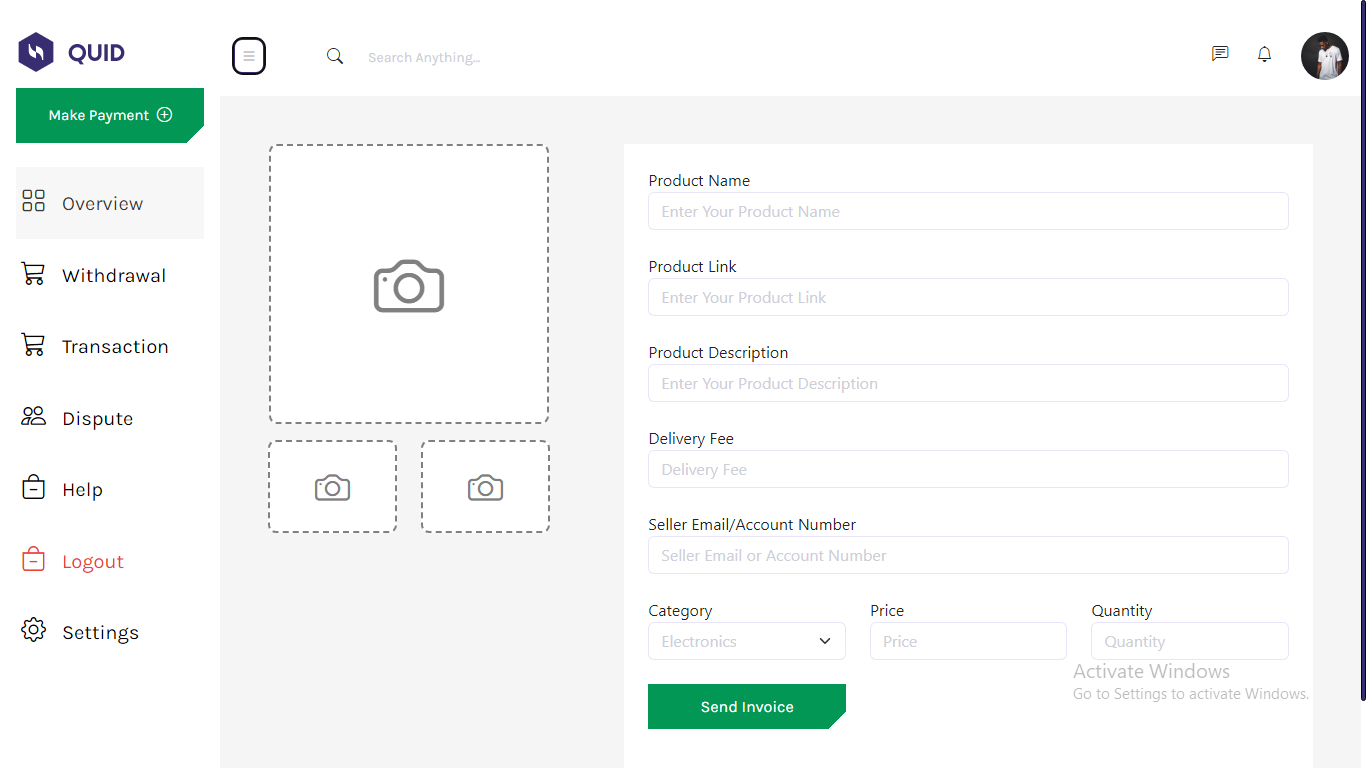 QUID
Search Anything...
Make Payment
Overview
Withdrawal
Transaction
Dispute
Help
Logout
Settings
Product Name
Enter Your Product Name
Product Link
Enter Your Product Link
Product Description
Enter Your Product Description
Delivery Fee
Delivery Fee
Seller Email/Account Number
Seller Email or Account Number
Category Price Quantity
Electronics Price Quantity
Activate Windows
Go to Settings to activate Windows.
Send Invoice